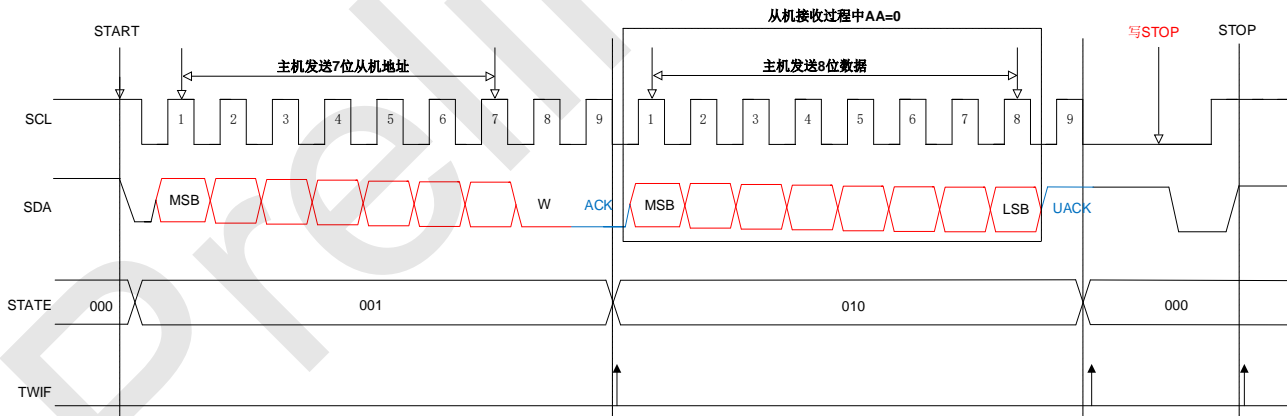 从机接收过程中AA=0
START
写STOP
STOP
主机发送7位从机地址
主机发送8位数据
SCL
1 2 3 4 5 6 7 8 9 1 2 3 4 5 6 7 8 9
SDA
MSB W ACK MSB LSB UACK
STATE
000 001 010 000
TWIF
Preli